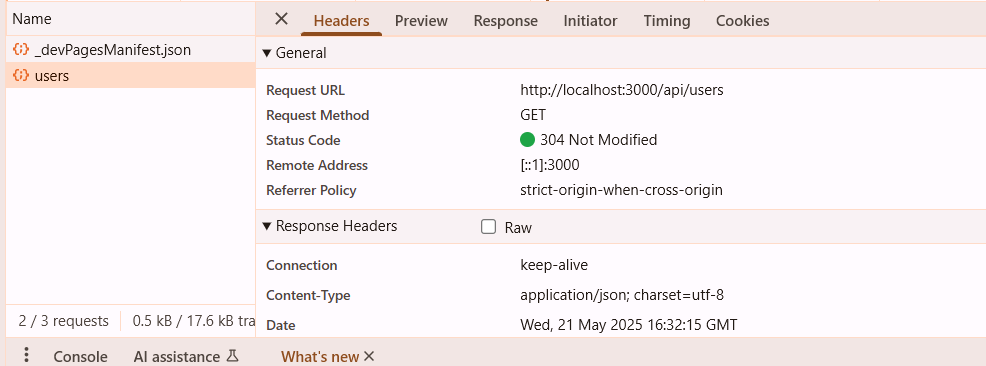 Name
_devPagesManifest.json
users
2 / 3 requests 0.5 kB / 17.6 kB tra
Headers Preview Response Initiator Timing Cookies
General
Request URL http://localhost:3000/api/users
Request Method GET
Status Code 304 Not Modified
Remote Address [::1]:3000
Referrer Policy strict-origin-when-cross-origin
Response Headers Raw
Connection keep-alive
Content-Type application/json; charset=utf-8
Date Wed, 21 May 2025 16:32:15 GMT
Console AI assistance What's new